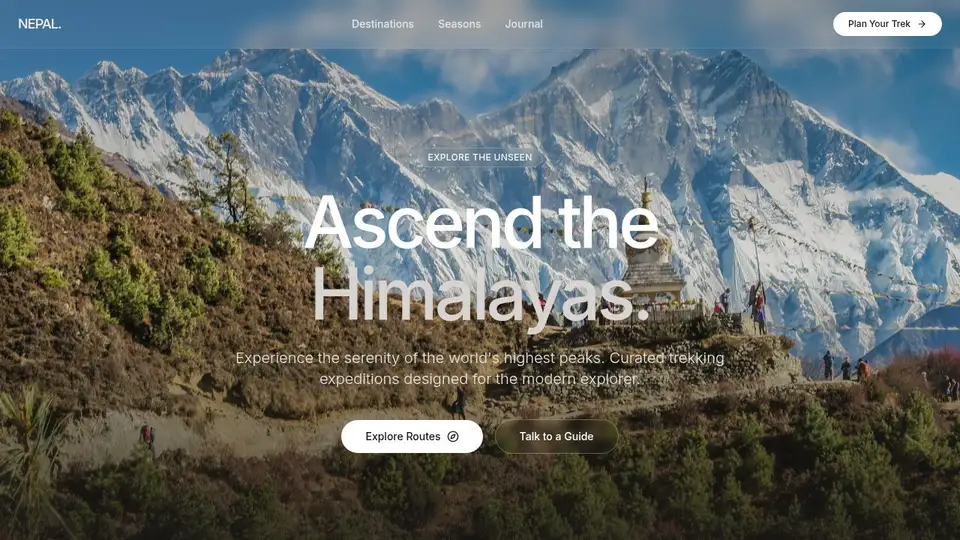 NEPAL.
Destinations
Seasons
Journal
Plan Your Trek
EXPLORE THE UNSEEN
Ascend the
Himalayas.
Experience the serenity of the world's highest peaks. Curated trekking
expeditions designed for the modern explorer.
Explore Routes
Talk to a Guide